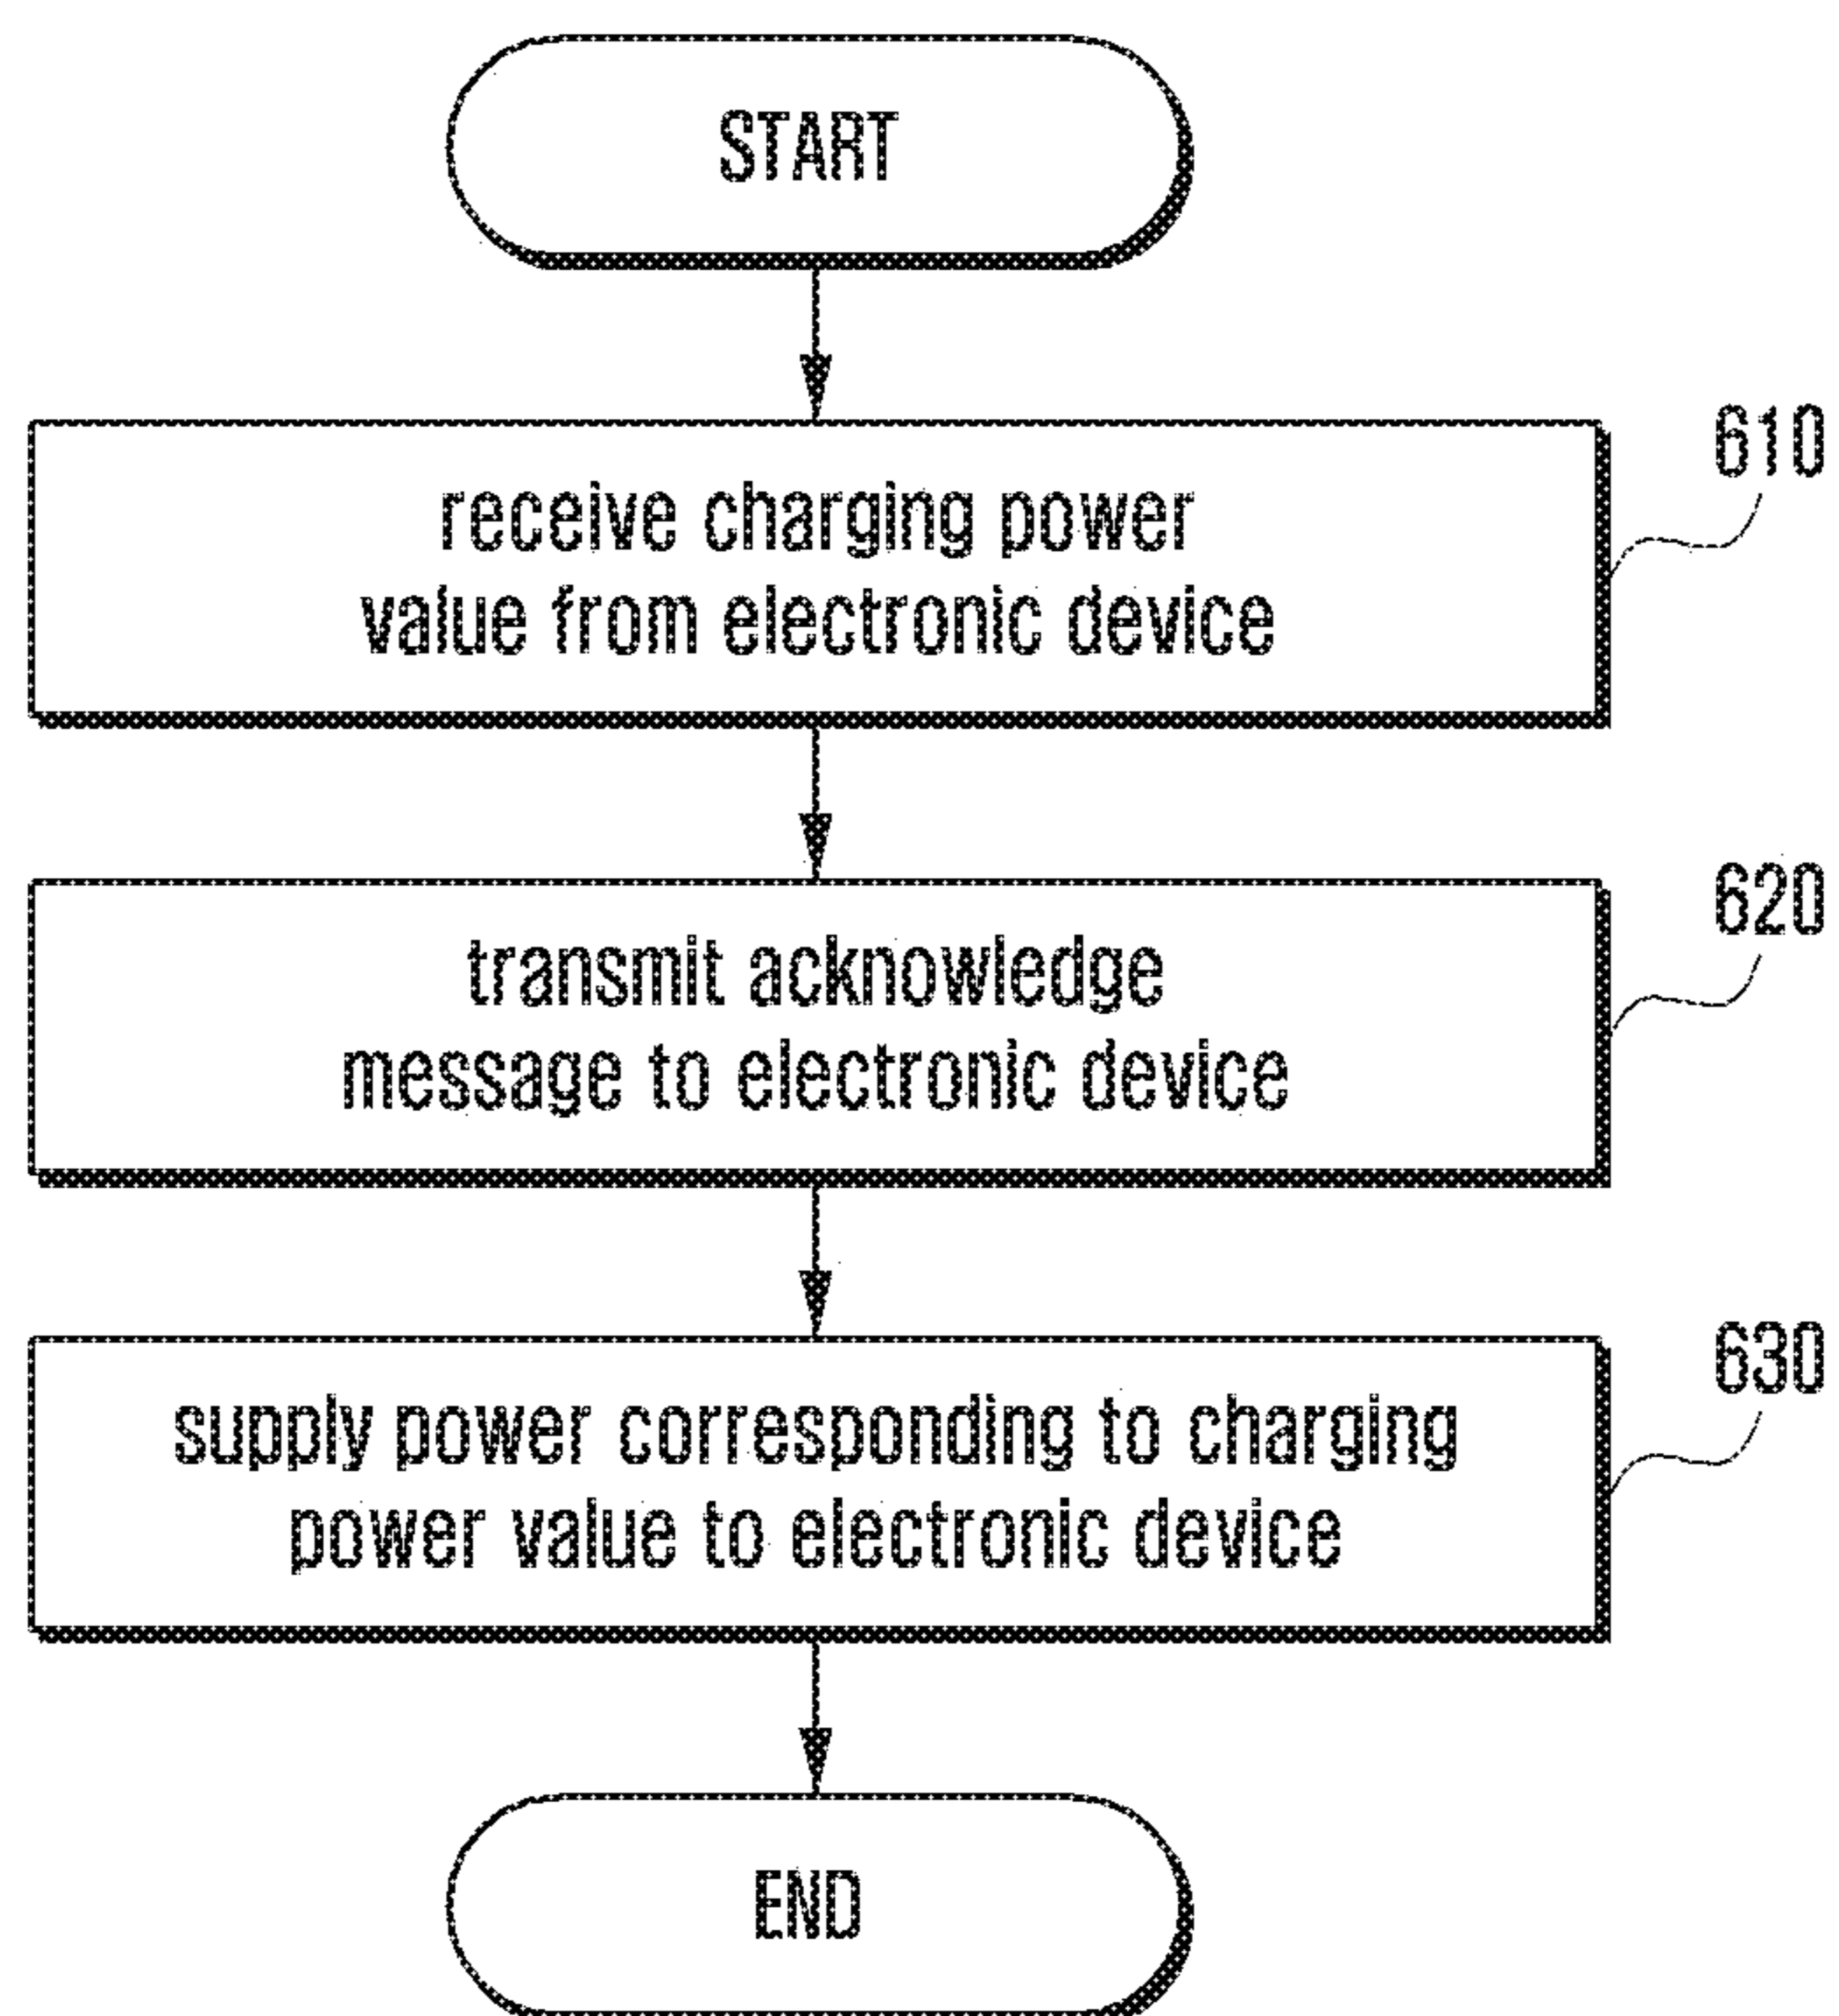 START
610
receive charging power
value from electronic device
620
transmit acknowledge
message to electronic device
630
supply power corresponding to charging
power value to electronic device
END